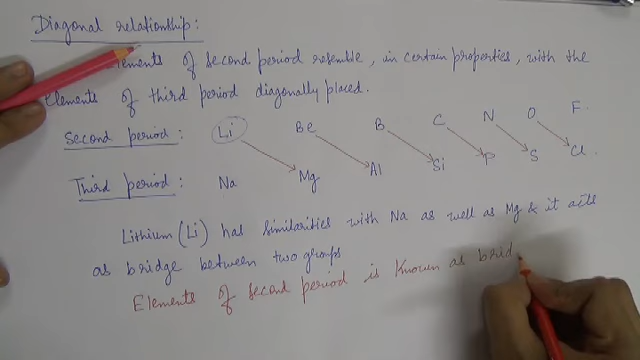 Diagonal relationship:
Elements of second period resemble, in certain properties, with the
elements of third period diagonally placed.
Second period: Li Be B C N O F
Third period: Na Mg Al Si P S Cl
Lithium (Li) has similarities with Na as well as Mg & it acts
as bridge between two groups
Elements of second period is known as brid